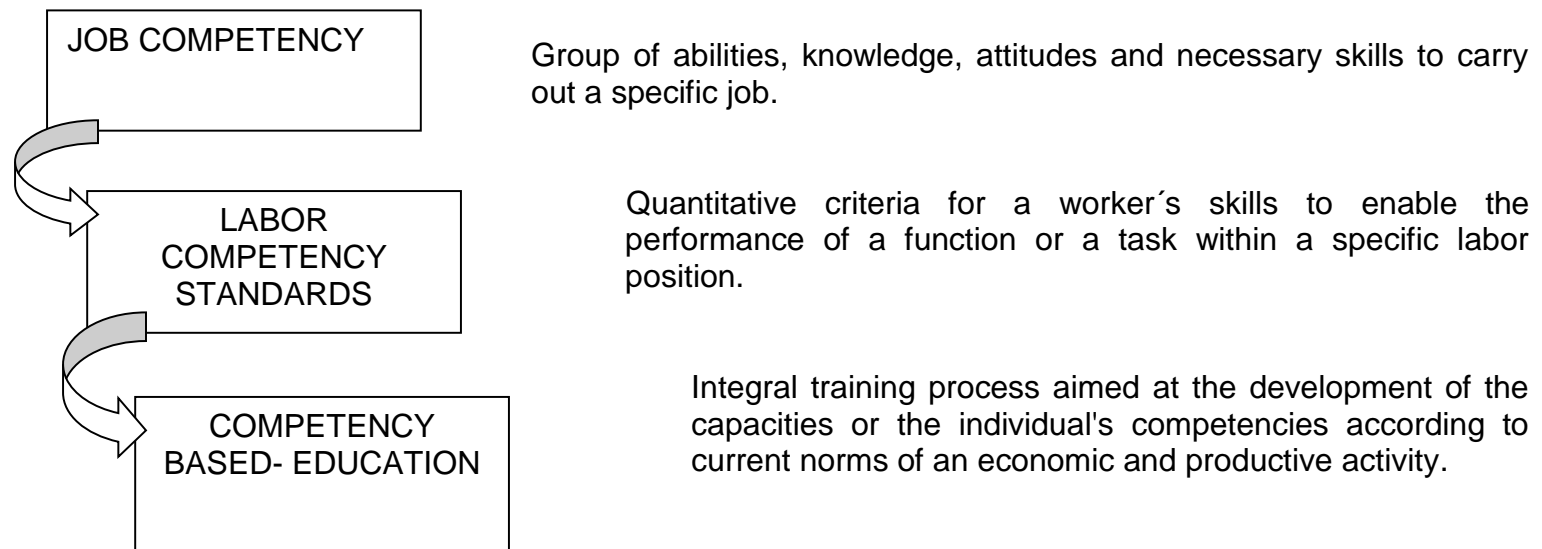 JOB COMPETENCY
Group of abilities, knowledge, attitudes and necessary skills to carry
out a specific job.
LABOR
COMPETENCY
STANDARDS
Quantitative criteria for a worker´s skills to enable the
performance of a function or a task within a specific labor
position.
COMPETENCY
BASED- EDUCATION
Integral training process aimed at the development of the
capacities or the individual's competencies according to
current norms of an economic and productive activity.